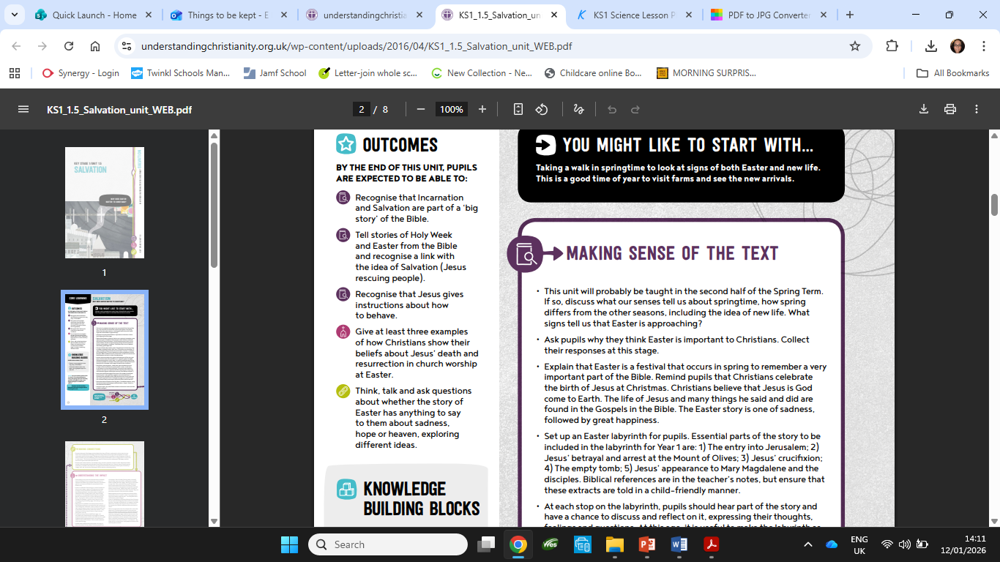 Quick Launch - Home
Things to be kept - E
understandingchristia
KS1_1.5_Salvation_un
KS1 Science Lesson P
PDF to JPG Converter
understandingchristianity.org.uk/wp-content/uploads/2016/04/KS1_1.5_Salvation_unit_WEB.pdf
Synergy - Login
Twinkl Schools Man...
Jamf School
Letter-join whole sc...
New Collection - Ne...
Childcare online Bo...
MORNING SURPRIS...
All Bookmarks
KS1_1.5_Salvation_unit_WEB.pdf
2 / 8
100%
SALVATION
1
2
OUTCOMES
BY THE END OF THIS UNIT, PUPILS
ARE EXPECTED TO BE ABLE TO:
Recognise that Incarnation
and Salvation are part of a ‘big
story’ of the Bible.
Tell stories of Holy Week
and Easter from the Bible
and recognise a link with
the idea of Salvation (Jesus
rescuing people).
Recognise that Jesus gives
instructions about how
to behave.
Give at least three examples
of how Christians show their
beliefs about Jesus’ death and
resurrection in church worship
at Easter.
Think, talk and ask questions
about whether the story of
Easter has anything to say
to them about sadness,
hope or heaven, exploring
different ideas.
KNOWLEDGE
BUILDING BLOCKS
YOU MIGHT LIKE TO START WITH...
Taking a walk in springtime to look at signs of both Easter and new life.
This is a good time of year to visit farms and see the new arrivals.
MAKING SENSE OF THE TEXT
• This unit will probably be taught in the second half of the Spring Term.
If so, discuss what our senses tell us about springtime, how spring
differs from the other seasons, including the idea of new life. What
signs tell us that Easter is approaching?
• Ask pupils why they think Easter is important to Christians. Collect
their responses at this stage.
• Explain that Easter is a festival that occurs in spring to remember a very
important part of the Bible. Remind pupils that Christians celebrate
the birth of Jesus at Christmas. Christians believe that Jesus is God
come to Earth. The life of Jesus and many things he said and did are
found in the Gospels in the Bible. The Easter story is one of sadness,
followed by great happiness.
• Set up an Easter labyrinth for pupils. Essential parts of the story to be
included in the labyrinth for Year 1 are: 1) The entry into Jerusalem; 2)
Jesus’ betrayal and arrest at the Mount of Olives; 3) Jesus’ crucifixion;
4) The empty tomb; 5) Jesus’ appearance to Mary Magdalene and the
disciples. Biblical references are in the teacher’s notes, but ensure that
these extracts are told in a child-friendly manner.
• At each stop on the labyrinth, pupils should hear part of the story and
have a chance to discuss and reflect on it, expressing their thoughts,
feelings and questions. At this age, it is useful to make the labyrinth as
Search
wes
ENG
UK
14:11
12/01/2026